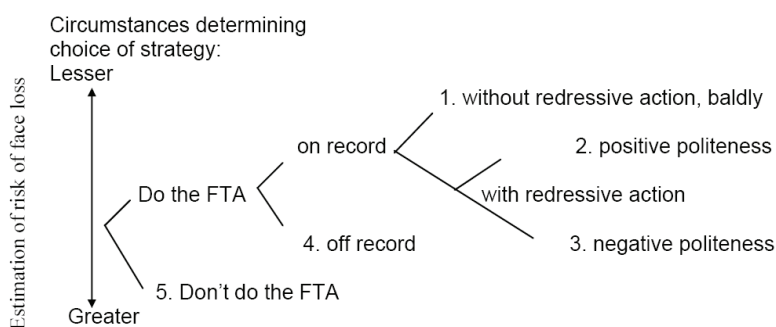 Circumstances determining
choice of strategy:
Lesser
Estimation of risk of face loss
1. without redressive action, baldly
on record
2. positive politeness
Do the FTA
with redressive action
4. off record
3. negative politeness
5. Don't do the FTA
Greater